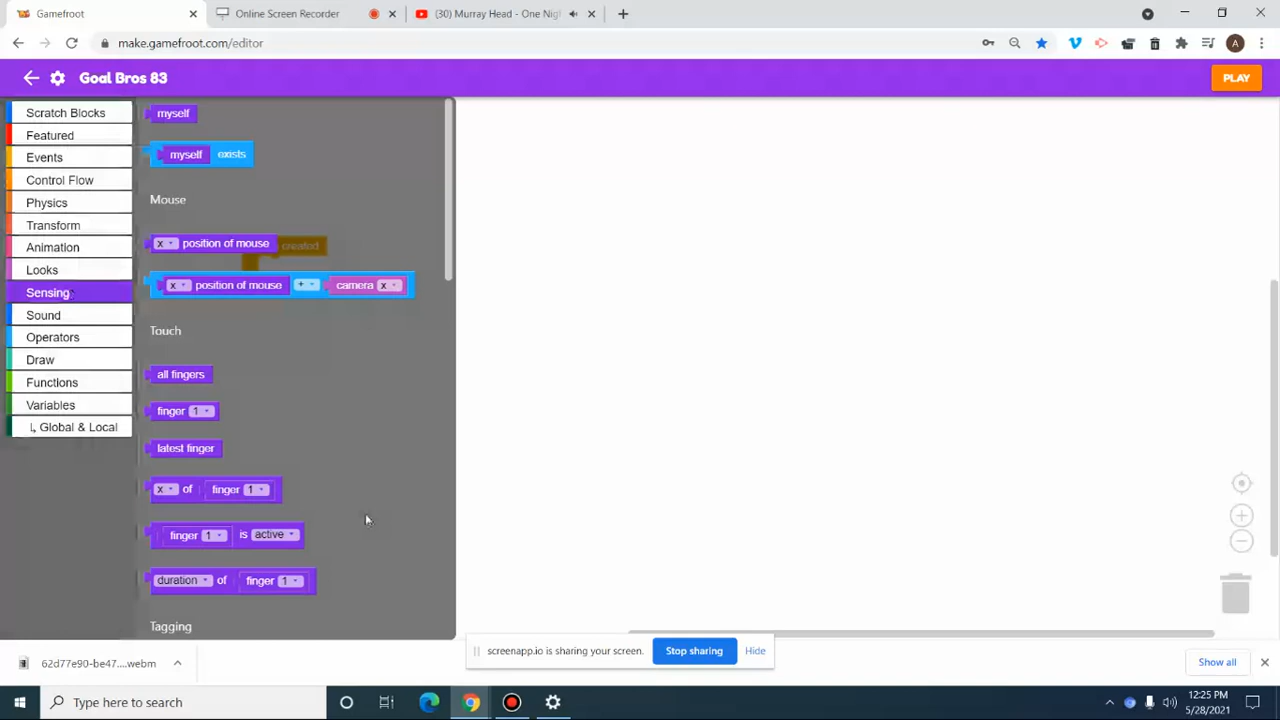 Gamefroot
Online Screen Recorder
(30) Murray Head - One Nigh
make.gamefroot.com/editor
A
Goal Bros 83
PLAY
Scratch Blocks
Featured
Events
Control Flow
Physics
Transform
Animation
Looks
Sensing
Sound
Operators
Draw
Functions
Variables
Global & Local
myself
myself exists
Mouse
created
x position of mouse
x position of mouse + camera x
Touch
all fingers
finger 1
latest finger
x of finger 1
finger 1 is active
duration of finger 1
Tagging
screenapp.io is sharing your screen. Stop sharing Hide
62d77e90-be47....webm
Show all
Type here to search
12:25 PM
5/28/2021